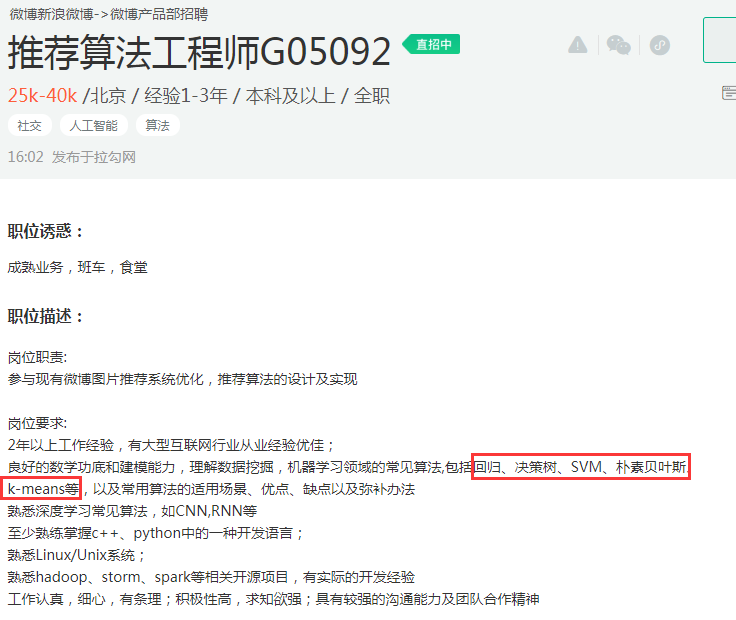 微博新浪微博->微博产品部招聘
推荐算法工程师G05092
直招中
25k-40k /北京 / 经验1-3年 / 本科及以上 / 全职
社交 人工智能 算法
16:02 发布于拉勾网
职位诱惑：
成熟业务，班车，食堂
职位描述：
岗位职责:
参与现有微博图片推荐系统优化，推荐算法的设计及实现
岗位要求:
2年以上工作经验，有大型互联网行业从业经验优佳；
良好的数学功底和建模能力，理解数据挖掘，机器学习领域的常见算法,包括回归、决策树、SVM、朴素贝叶斯,
k-means等，以及常用算法的适用场景、优点、缺点以及弥补办法
熟悉深度学习常见算法，如CNN,RNN等
至少熟练掌握c++、python中的一种开发语言；
熟悉Linux/Unix系统；
熟悉hadoop、storm、spark等相关开源项目，有实际的开发经验
工作认真，细心，有条理；积极性高，求知欲强；具有较强的沟通能力及团队合作精神